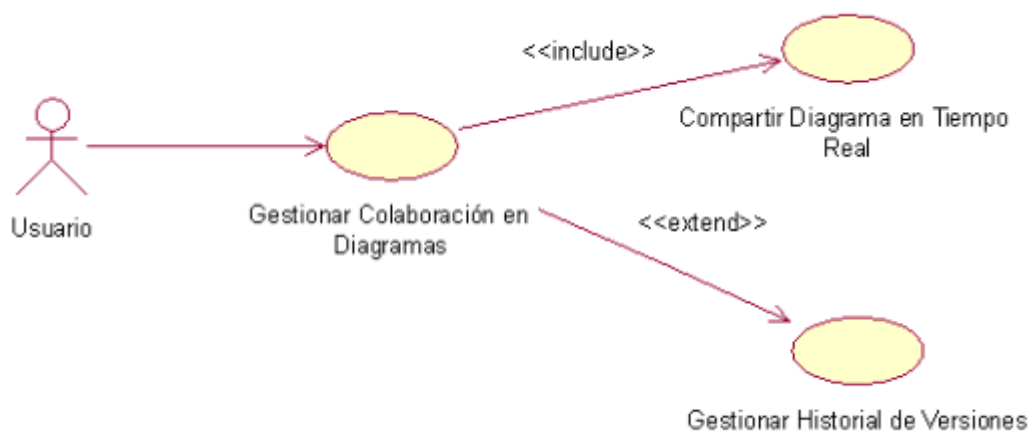 <<include>>
Compartir Diagrama en Tiempo
Real
Usuario
Gestionar Colaboración en
Diagramas
<<extend>>
Gestionar Historial de Versiones